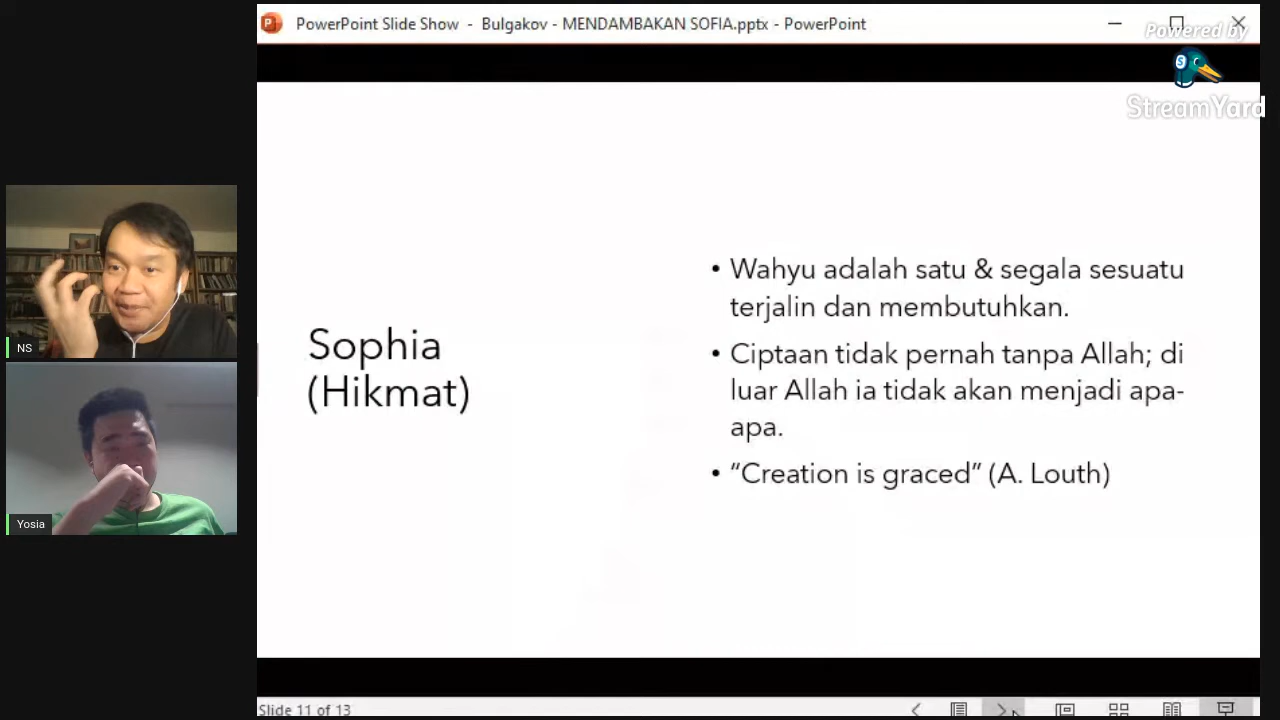 PowerPoint Slide Show - Bulgakov - MENDAMBAKAN SOFIA.pptx - PowerPoint
Powered by
StreamYard
NS
Yosia
Sophia
(Hikmat)
• Wahyu adalah satu & segala sesuatu
terjalin dan membutuhkan.
• Ciptaan tidak pernah tanpa Allah; di
luar Allah ia tidak akan menjadi apa-
apa.
• “Creation is graced” (A. Louth)
Slide 11 of 13